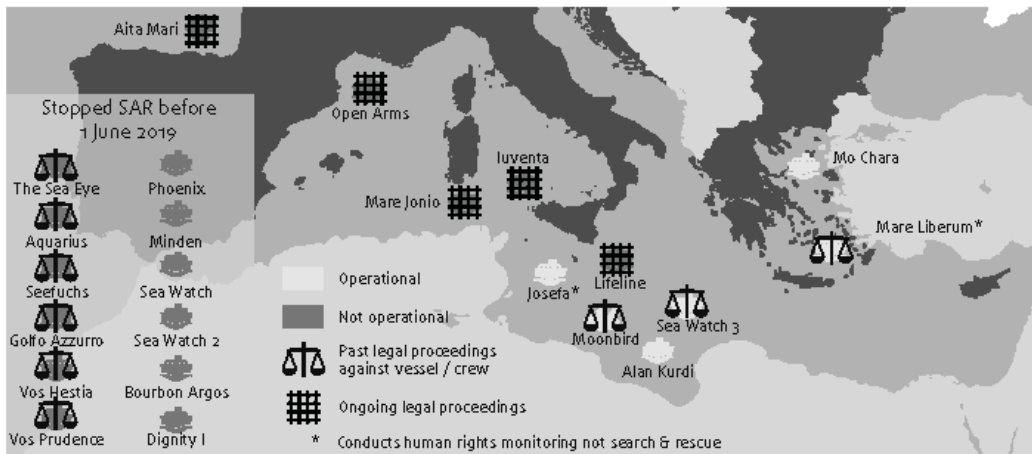 Aita Mari
Open Arms
Stopped SAR before
1 June 2019
The Sea Eye
Phoenix
Aquarius
Minden
Seefuchs
Sea Watch
Golfo Azzurro
Sea Watch 2
Vos Hestia
Bourbon Argos
Vos Prudence
Dignity I
Mare Jonio
Iuventa
Mo Chara
Mare Liberum*
Josefa*
Lifeline
Moonbird
Sea Watch 3
Alan Kurdi
Operational
Not operational
Past legal proceedings
against vessel / crew
Ongoing legal proceedings
* Conducts human rights monitoring not search & rescue